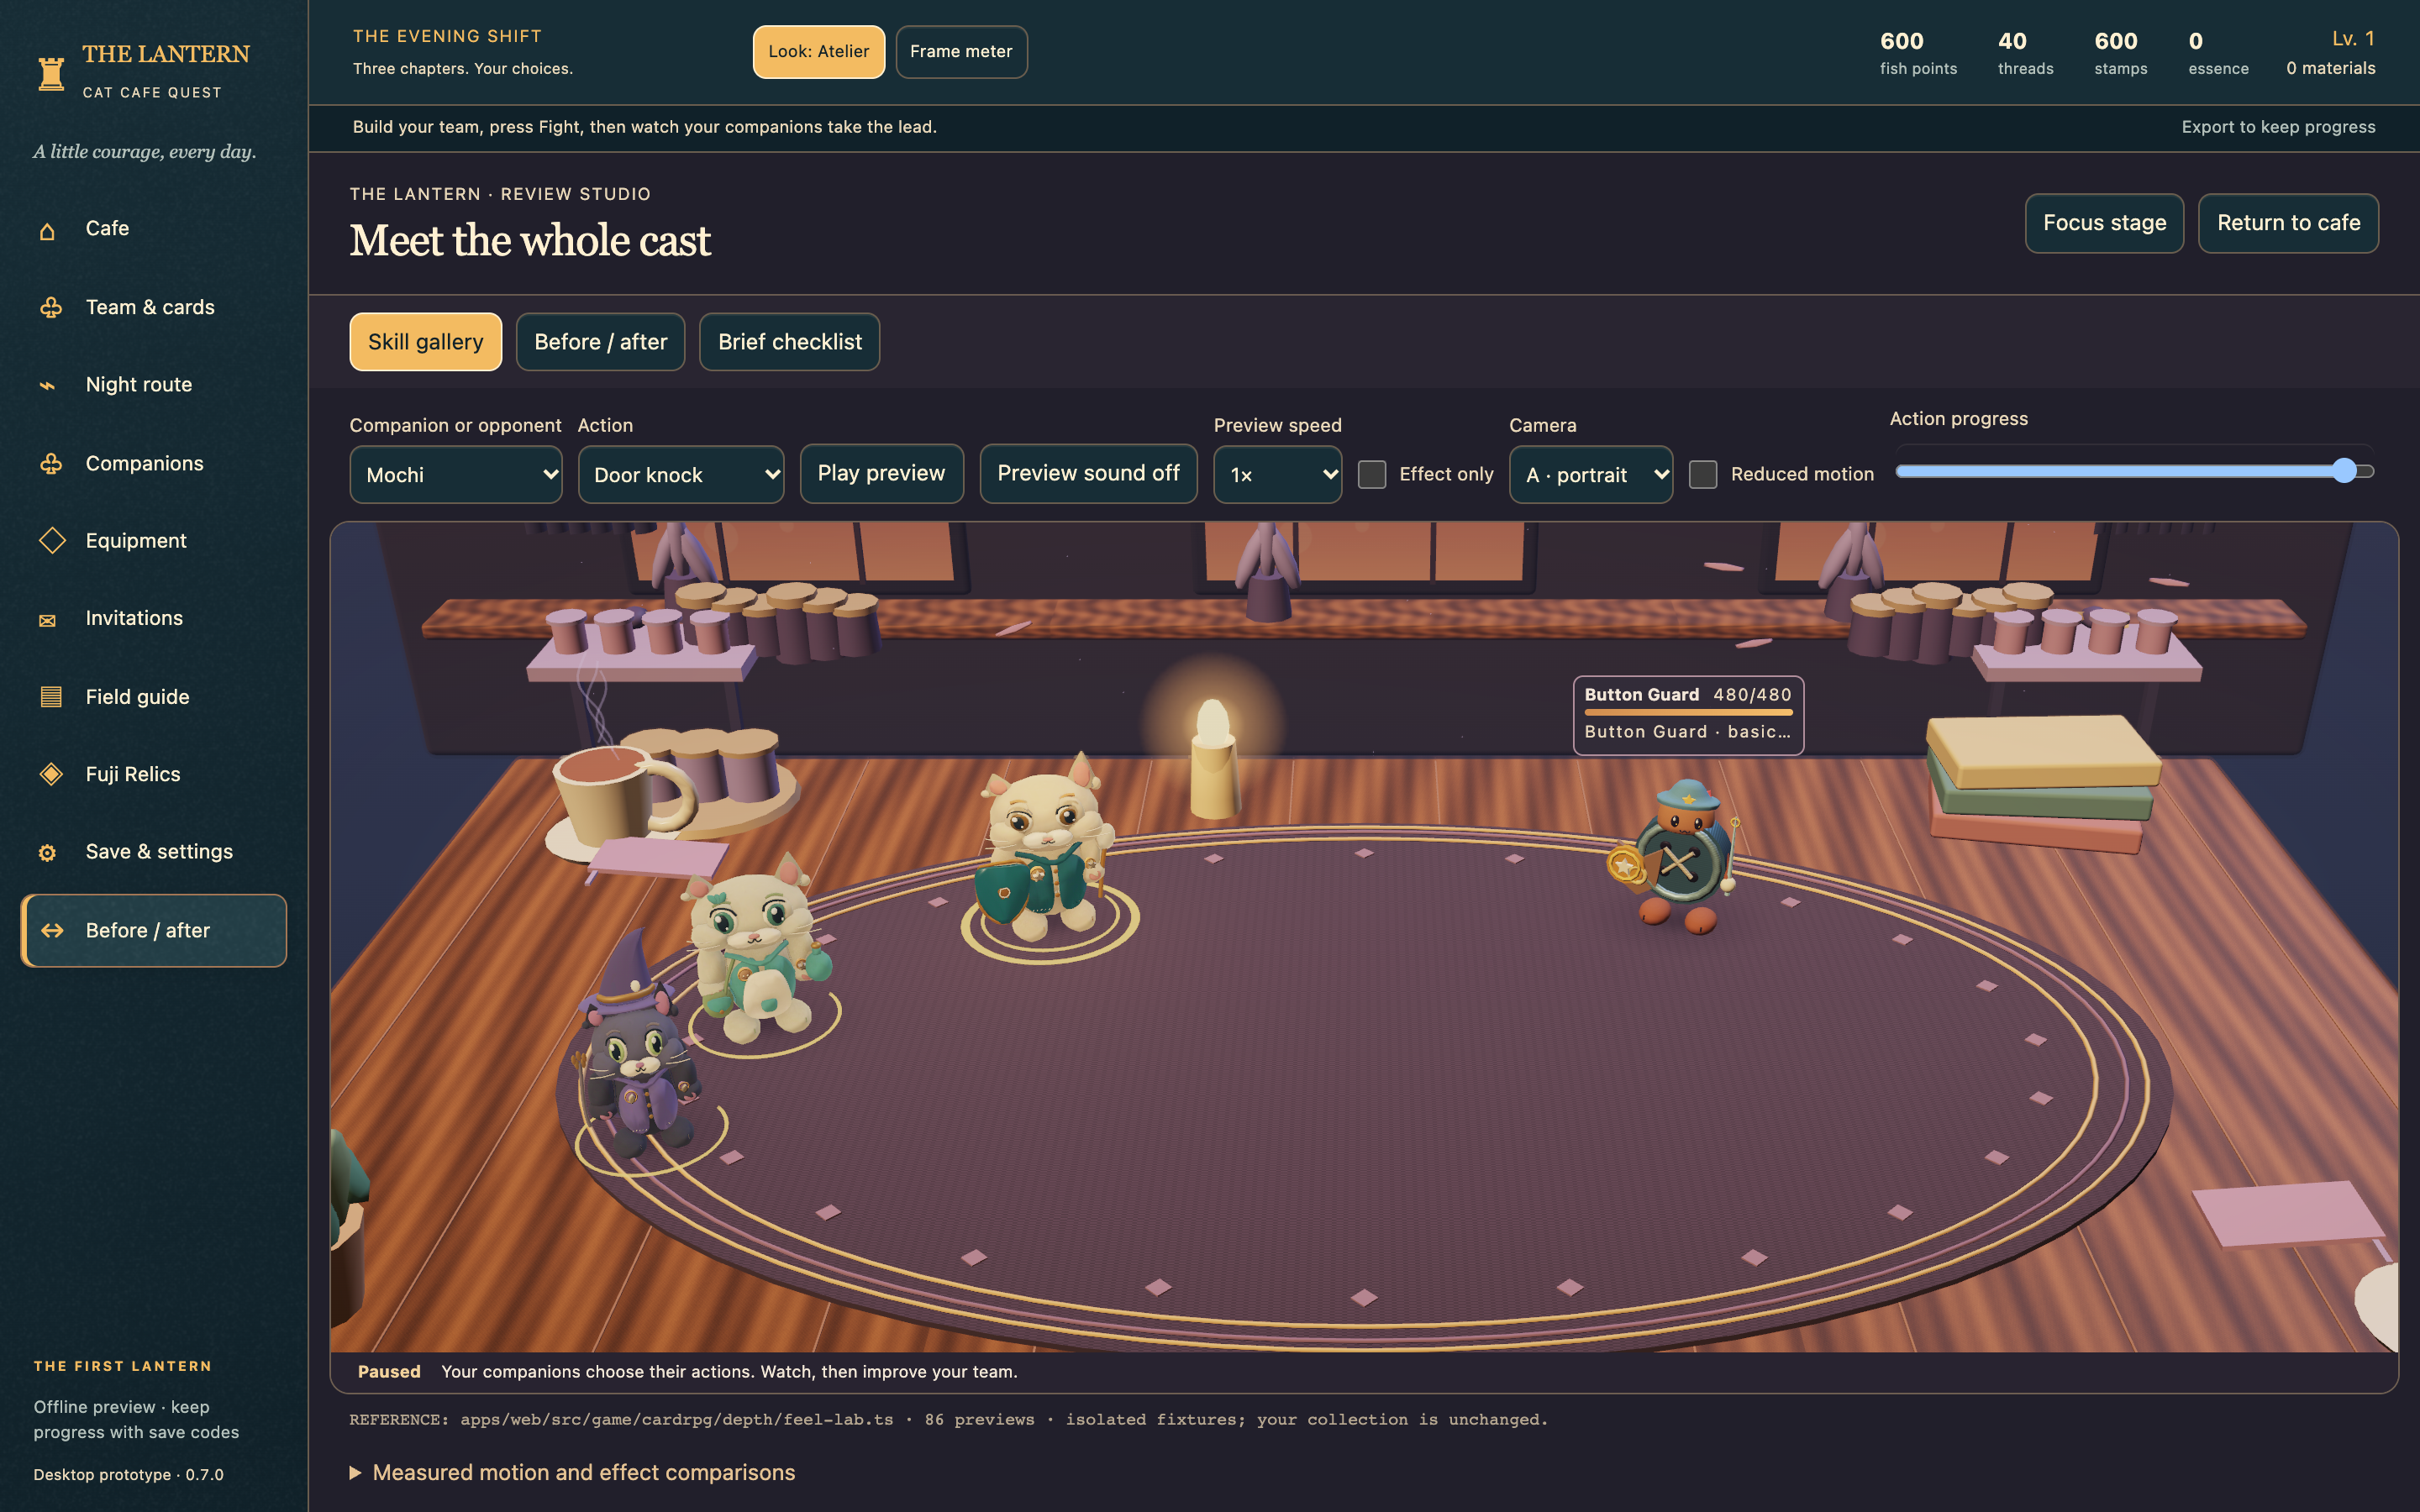 THE LANTERN
CAT CAFE QUEST
A little courage, every day.
Cafe
Team & cards
Night route
Companions
Equipment
Invitations
Field guide
Fuji Relics
Save & settings
Before / after
THE FIRST LANTERN
Offline preview · keep
progress with save codes
Desktop prototype · 0.7.0
THE EVENING SHIFT
Three chapters. Your choices.
Look: Atelier
Frame meter
600
fish points
40
threads
600
stamps
0
essence
Lv. 1
0 materials
Build your team, press Fight, then watch your companions take the lead.
Export to keep progress
THE LANTERN · REVIEW STUDIO
Meet the whole cast
Focus stage
Return to cafe
Skill gallery
Before / after
Brief checklist
Companion or opponent
Mochi
Action
Door knock
Play preview
Preview sound off
Preview speed
1×
Effect only
Camera
A · portrait
Reduced motion
Action progress
Button Guard 480/480
Button Guard · basic…
Paused Your companions choose their actions. Watch, then improve your team.
REFERENCE: apps/web/src/game/cardrpg/depth/feel-lab.ts · 86 previews · isolated fixtures; your collection is unchanged.
Measured motion and effect comparisons